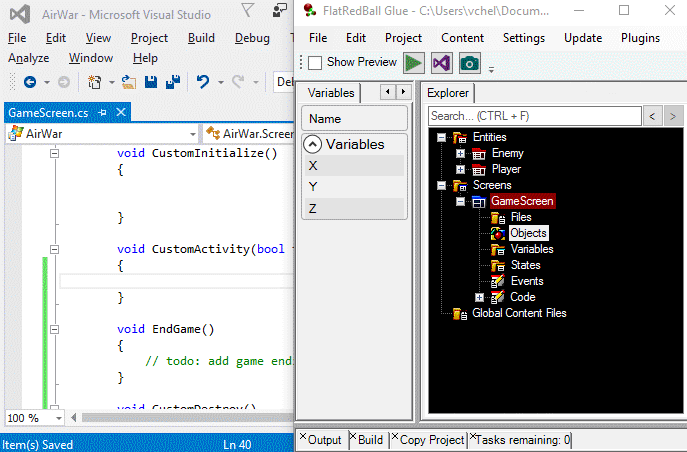 AirWar - Microsoft Visual Studio
File Edit View Project Build Debug
Analyze Window Help
GameScreen.cs
AirWar AirWar.Screen
void CustomInitialize()
{
}
void CustomActivity(bool
{
}
void EndGame()
{
// todo: add game end
}
void CustomDestroy()
100 %
Item(s) Saved Ln 40
FlatRedBall Glue - C:\Users\vchel\Docum...
File Edit Project Content Settings Update Plugins
Show Preview
Variables
Name
Variables
X
Y
Z
Explorer
Search... (CTRL + F) < >
Entities
Enemy
Player
Screens
GameScreen
Files
Objects
Variables
States
Events
Code
Global Content Files
Output Build Copy Project Tasks remaining: 0